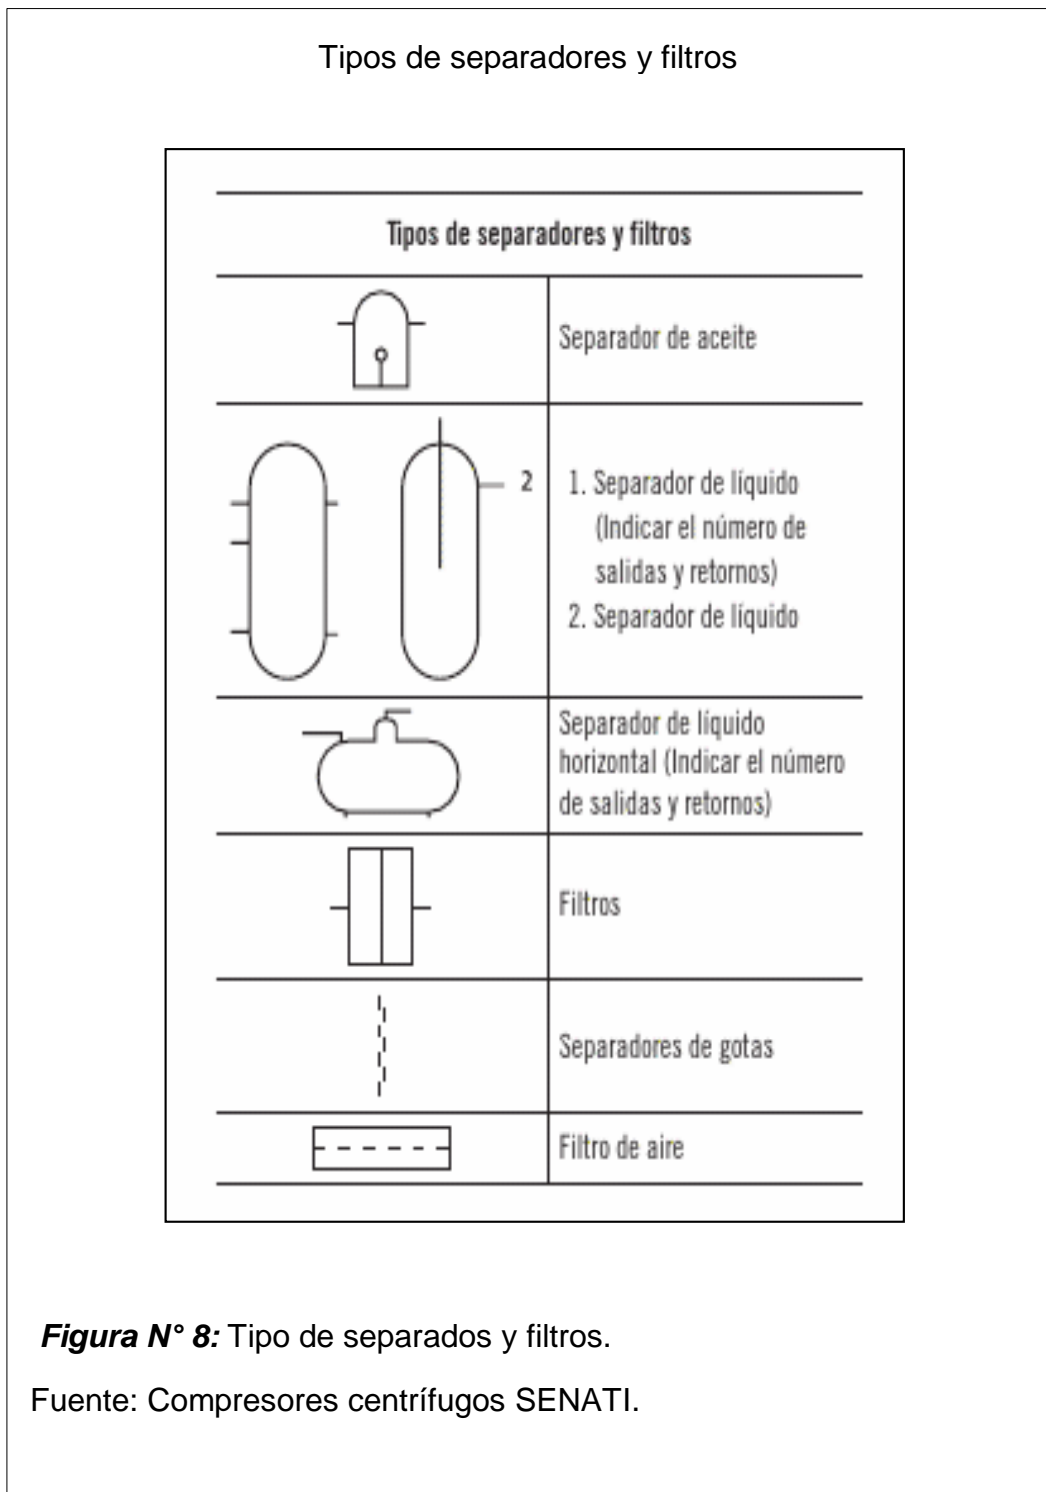 Tipos de separadores y filtros
Tipos de separadores y filtros
Separador de aceite
2
1. Separador de líquido
(Indicar el número de
salidas y retornos)
2. Separador de líquido
Separador de líquido
horizontal (Indicar el número
de salidas y retornos)
Filtros
Separadores de gotas
Filtro de aire
Figura N° 8: Tipo de separados y filtros.
Fuente: Compresores centrífugos SENATI.